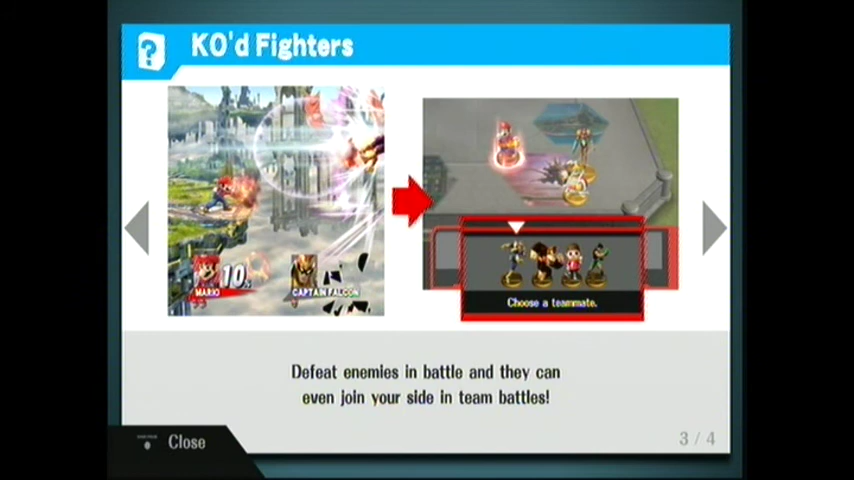 ?
KO'd Fighters
10%
MARIO
CAPTAIN FALCON
Choose a teammate.
Defeat enemies in battle and they can
even join your side in team battles!
Close
3 / 4